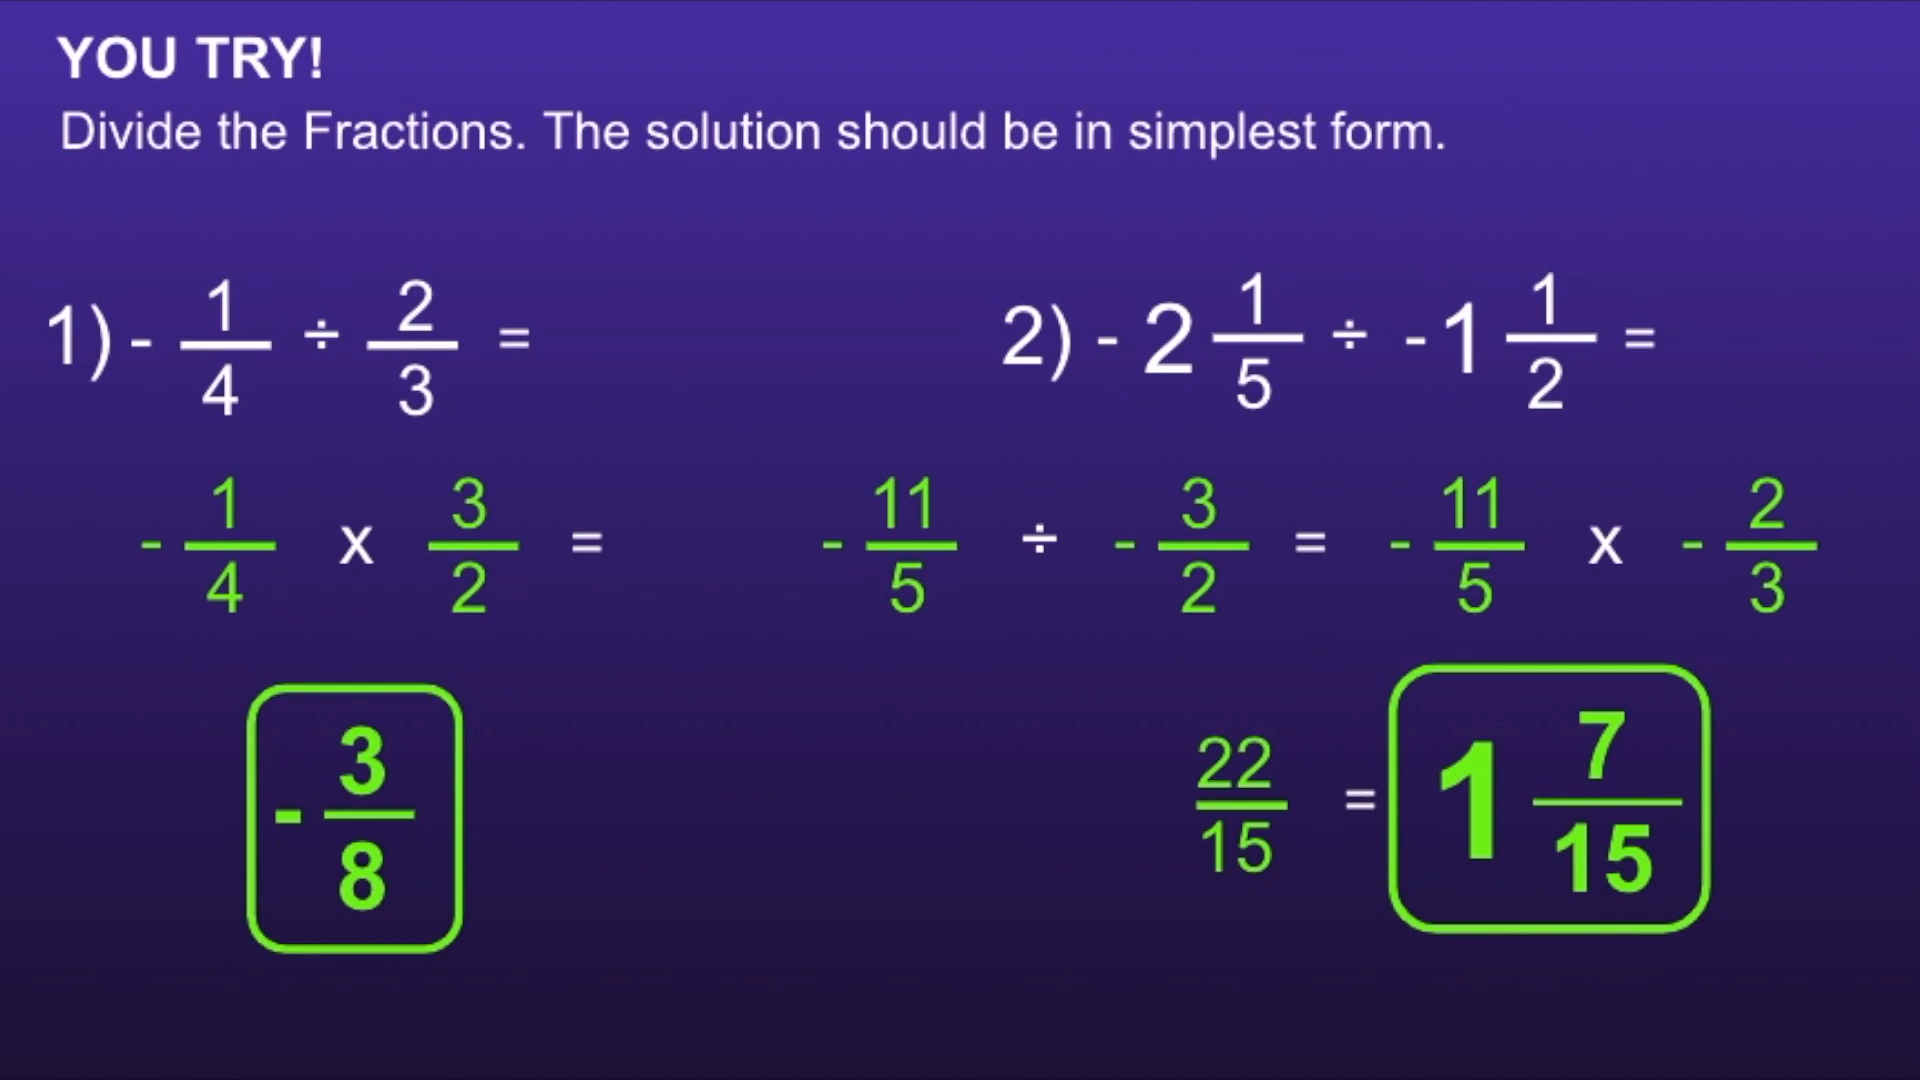 YOU TRY!
Divide the Fractions. The solution should be in simplest form.
1) - 1/4 ÷ 2/3 =
- 1/4 x 3/2 =
- 3/8
2) - 2 1/5 ÷ - 1 1/2 =
- 11/5 ÷ - 3/2 = - 11/5 x - 2/3
22/15 = 1 7/15